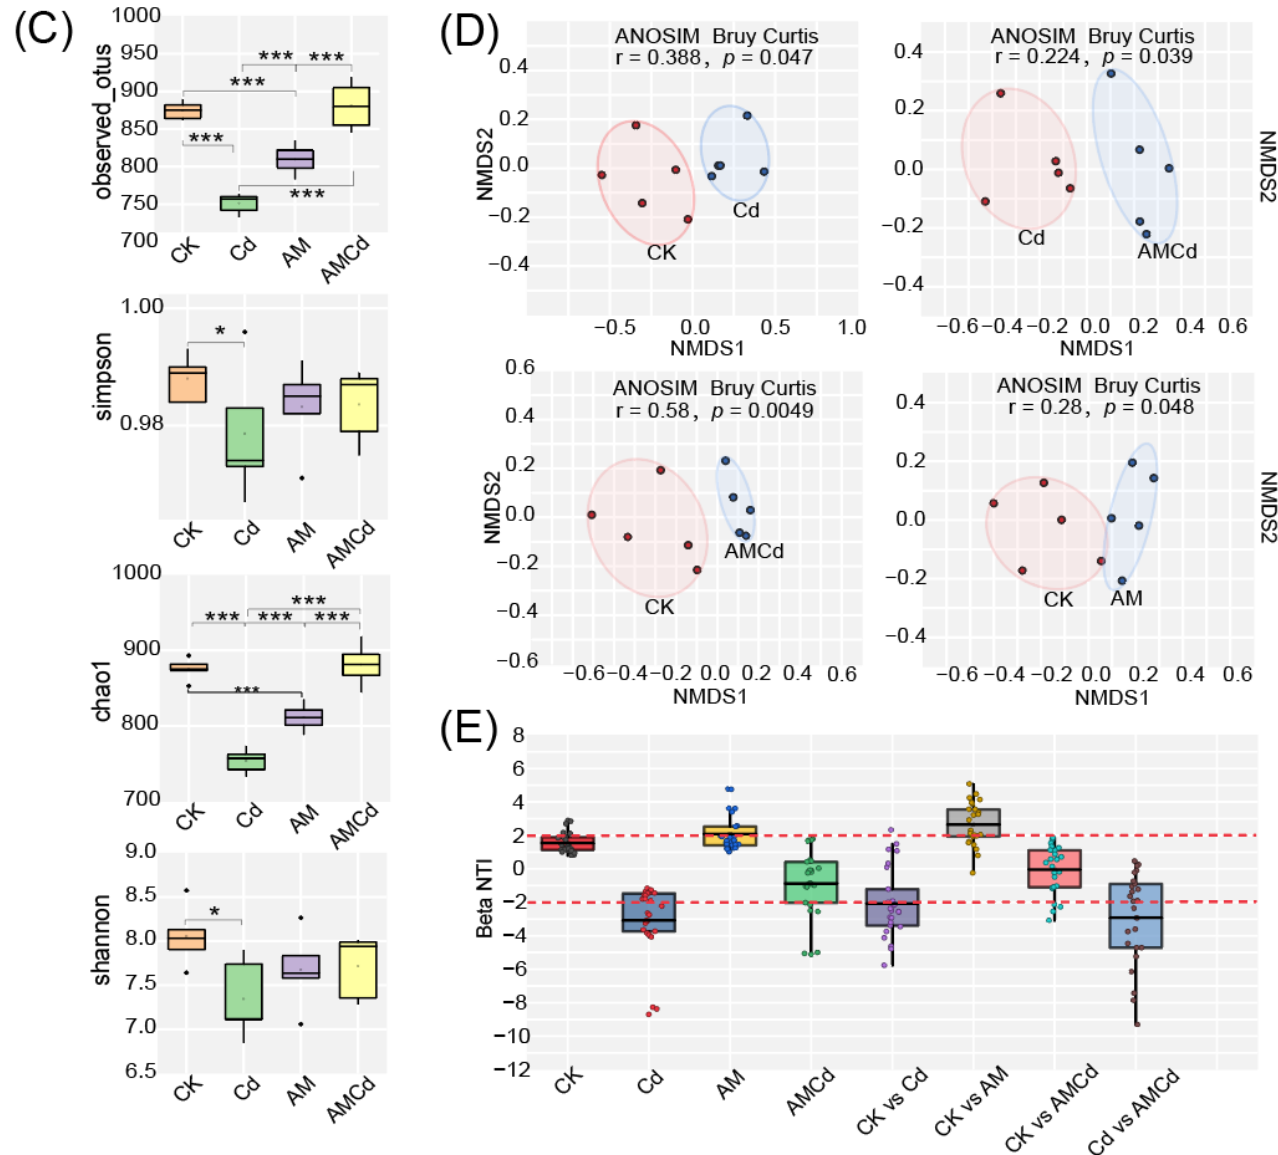 (C)
1000
950
900
850
800
750
700
observed_otus
*** ***
***
***
***
CK Cd AM AMCd
1.00
0.98
simpson
*
CK Cd AM AMCd
1000
900
800
700
chao1
***
*** *** ***
***
CK Cd AM AMCd
9.0
8.5
8.0
7.5
7.0
6.5
shannon
*
CK Cd AM AMCd
(D)
ANOSIM Bruy Curtis
r = 0.388, p = 0.047
0.4
0.2
0.0
−0.2
−0.4
NMDS2
CK
Cd
−0.5 0.0 0.5 1.0
NMDS1
ANOSIM Bruy Curtis
r = 0.224, p = 0.039
0.4
0.2
0.0
−0.2
−0.4
NMDS2
Cd
AMCd
−0.6 −0.4 −0.2 0.0 0.2 0.4 0.6
NMDS1
ANOSIM Bruy Curtis
r = 0.58, p = 0.0049
0.6
0.4
0.2
0.0
−0.2
−0.4
−0.6
NMDS2
CK
AMCd
−0.6 −0.4 −0.2 0.0 0.2 0.4 0.6
NMDS1
ANOSIM Bruy Curtis
r = 0.28, p = 0.048
0.4
0.2
0.0
−0.2
−0.4
NMDS2
CK
AM
−0.6 −0.4 −0.2 0.0 0.2 0.4 0.6
NMDS1
(E)
8
6
4
2
0
−2
−4
−6
−8
−10
−12
Beta NTI
CK Cd AM AMCd CK vs Cd CK vs AM CK vs AMCd Cd vs AMCd